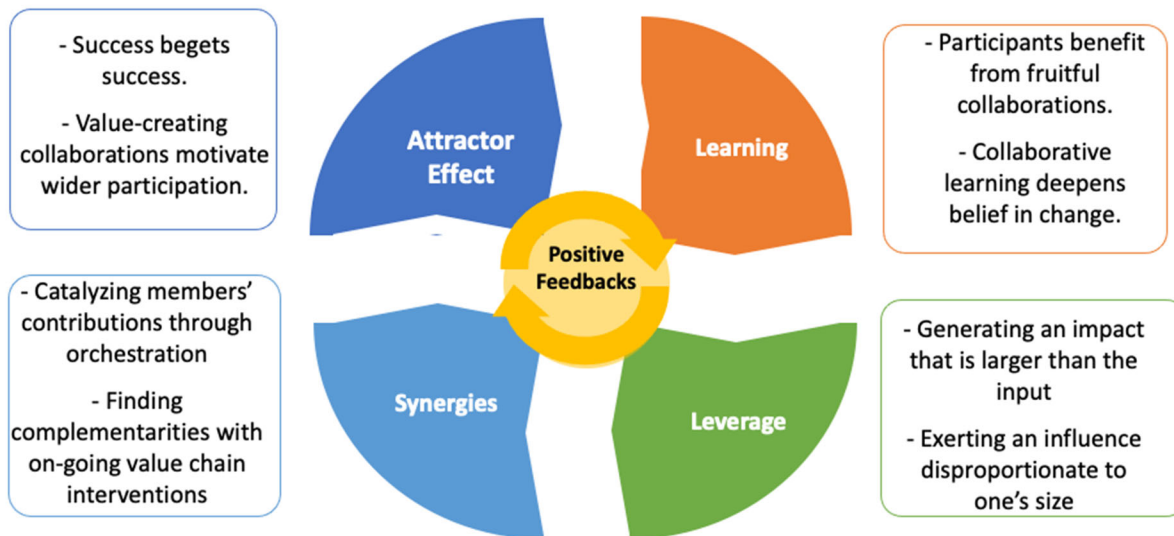 - Success begets
success.
- Value-creating
collaborations motivate
wider participation.
Attractor
Effect
Learning
- Participants benefit
from fruitful
collaborations.
- Collaborative
learning deepens
belief in change.
Positive
Feedbacks
- Catalyzing members’
contributions through
orchestration
- Finding
complementarities with
on-going value chain
interventions
Synergies
Leverage
- Generating an impact
that is larger than the
input
- Exerting an influence
disproportionate to
one’s size